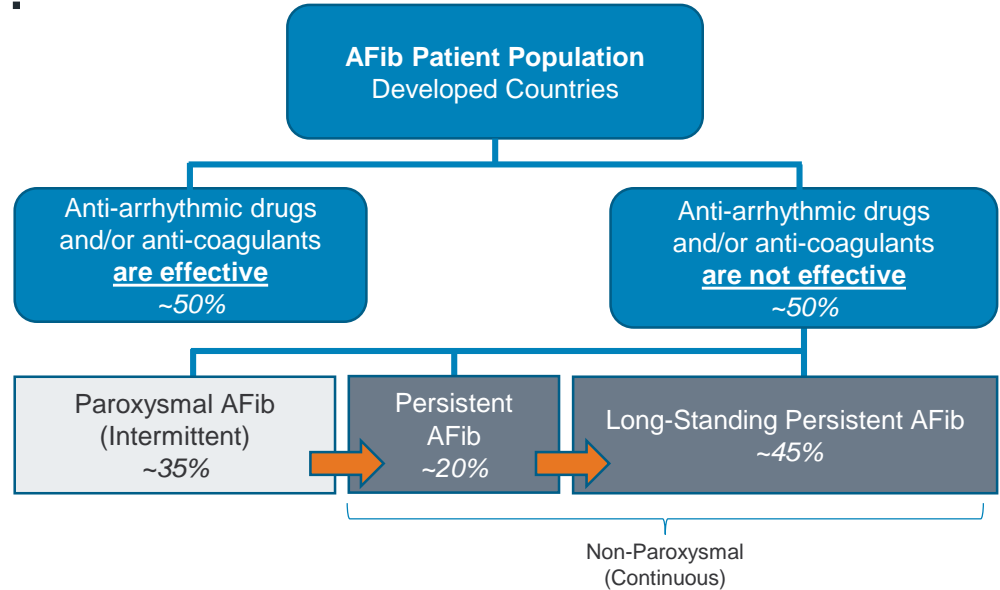 AFib Patient Population
Developed Countries
Anti-arrhythmic drugs
and/or anti-coagulants
are effective
~50%
Anti-arrhythmic drugs
and/or anti-coagulants
are not effective
~50%
Paroxysmal AFib
(Intermittent)
~35%
Persistent
AFib
~20%
Long-Standing Persistent AFib
~45%
Non-Paroxysmal
(Continuous)